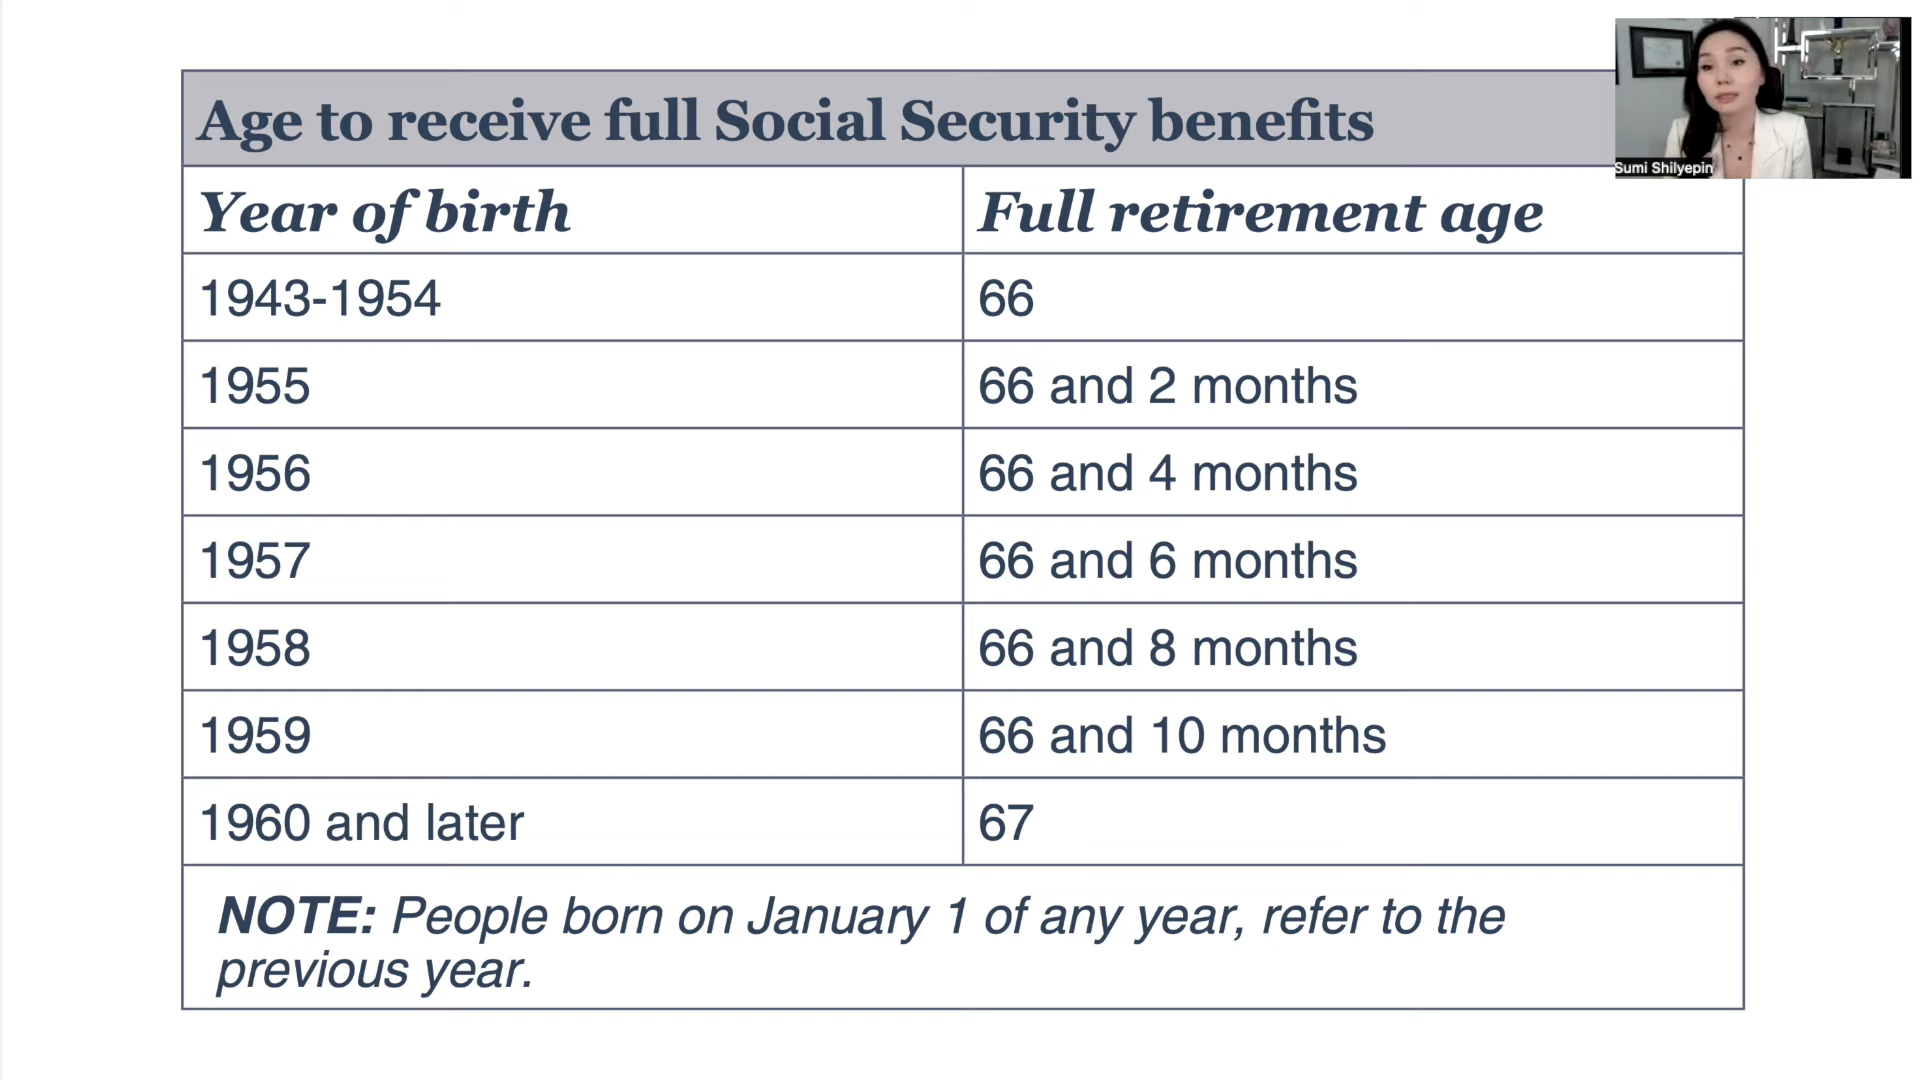 Age to receive full Social Security benefits
Sumi Shilyepin
Year of birth Full retirement age
1943-1954 66
1955 66 and 2 months
1956 66 and 4 months
1957 66 and 6 months
1958 66 and 8 months
1959 66 and 10 months
1960 and later 67
NOTE: People born on January 1 of any year, refer to the
previous year.